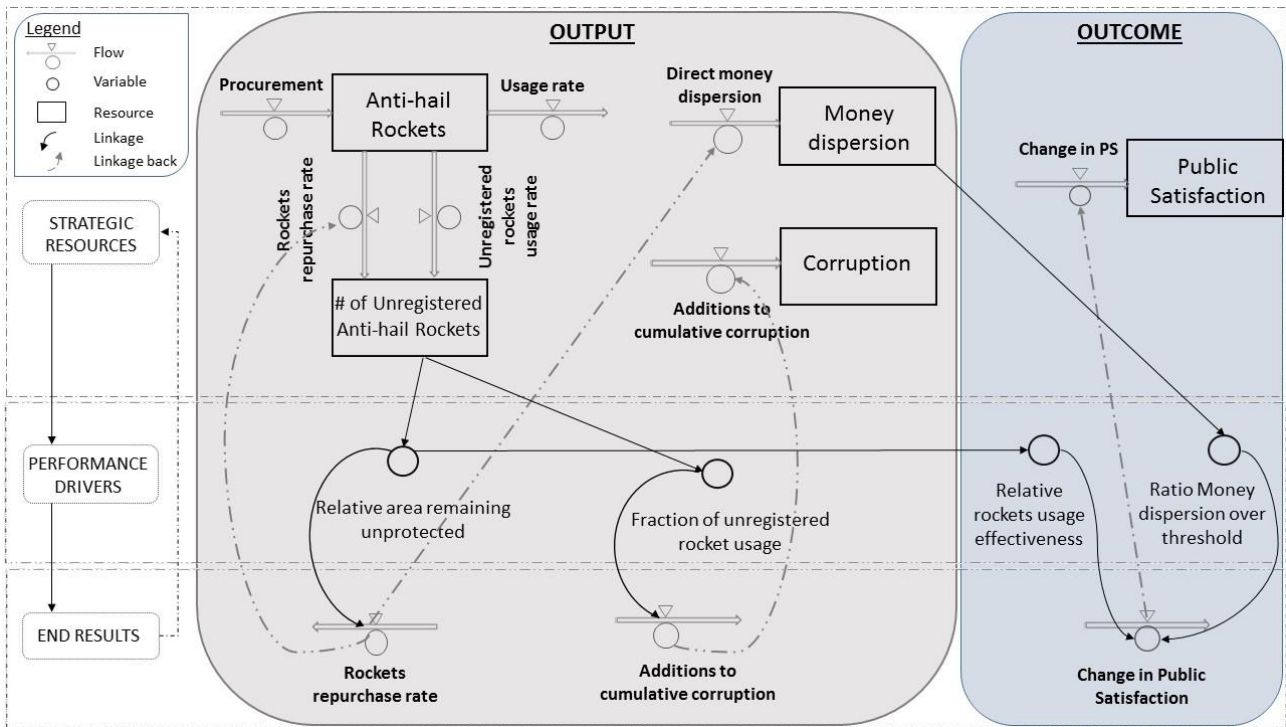 Legend
Flow
Variable
Resource
Linkage
Linkage back
STRATEGIC
RESOURCES
PERFORMANCE
DRIVERS
END RESULTS
OUTPUT
Procurement
Anti-hail
Rockets
Usage rate
Rockets
repurchase rate
Unregistered
rockets
usage rate
# of Unregistered
Anti-hail Rockets
Direct money
dispersion
Money
dispersion
Corruption
Additions to
cumulative corruption
Relative area remaining
unprotected
Fraction of unregistered
rocket usage
Rockets
repurchase rate
Additions to
cumulative corruption
OUTCOME
Change in PS
Public
Satisfaction
Relative
rockets usage
effectiveness
Ratio Money
dispersion over
threshold
Change in Public
Satisfaction